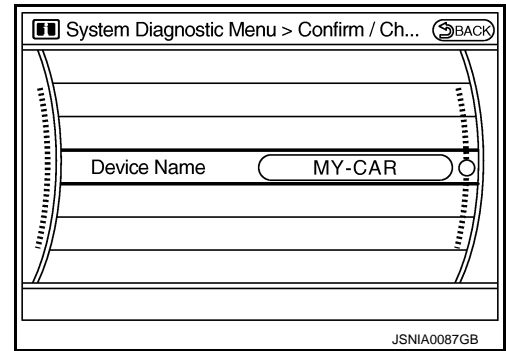 System Diagnostic Menu > Confirm / Ch... BACK
Device Name MY-CAR
JSNIA0087GB